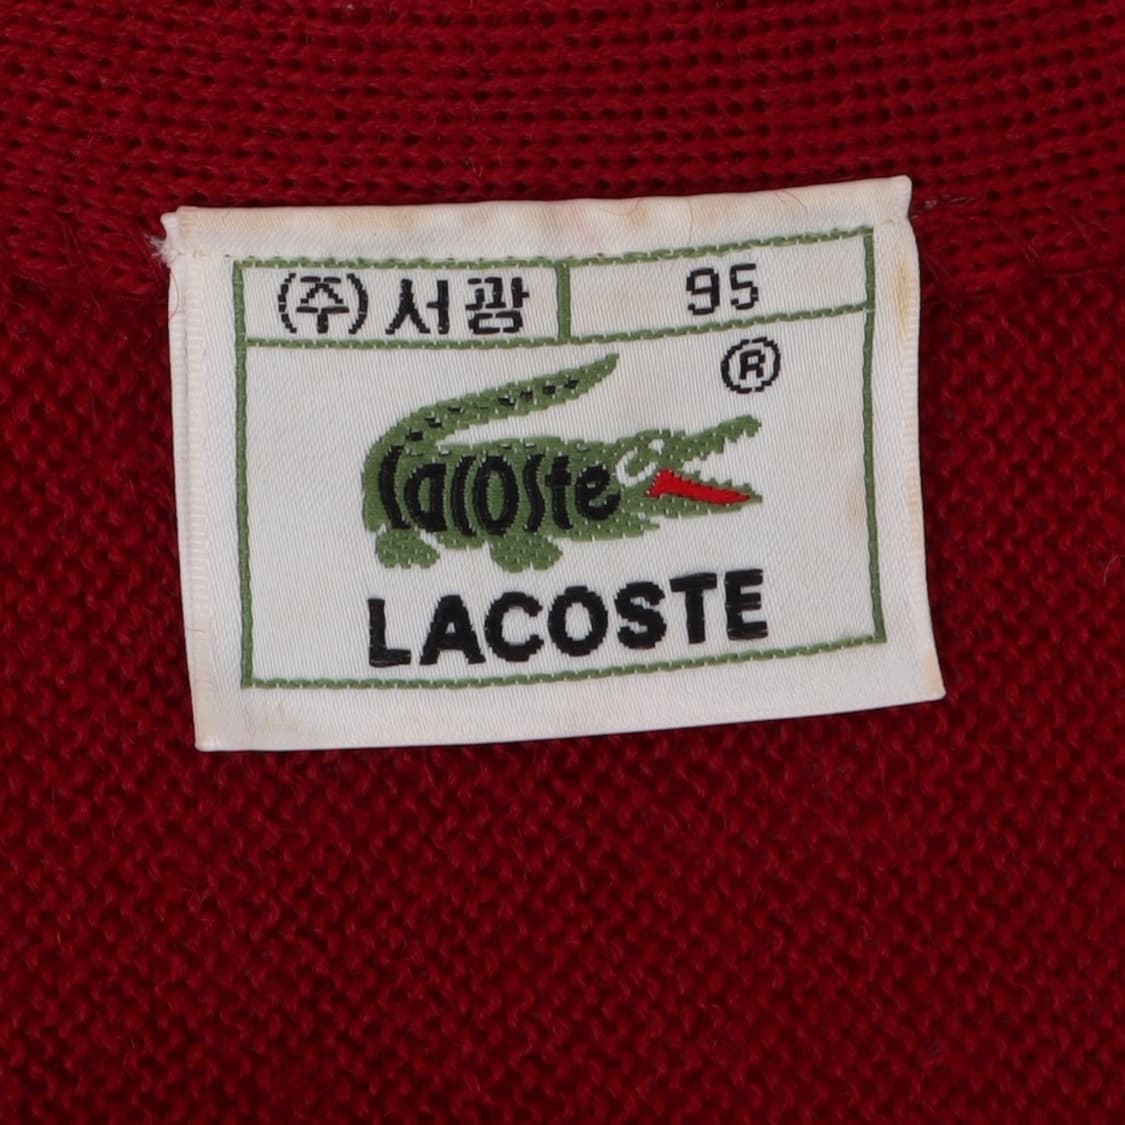 (주)서광 95
®
Lacoste
LACOSTE